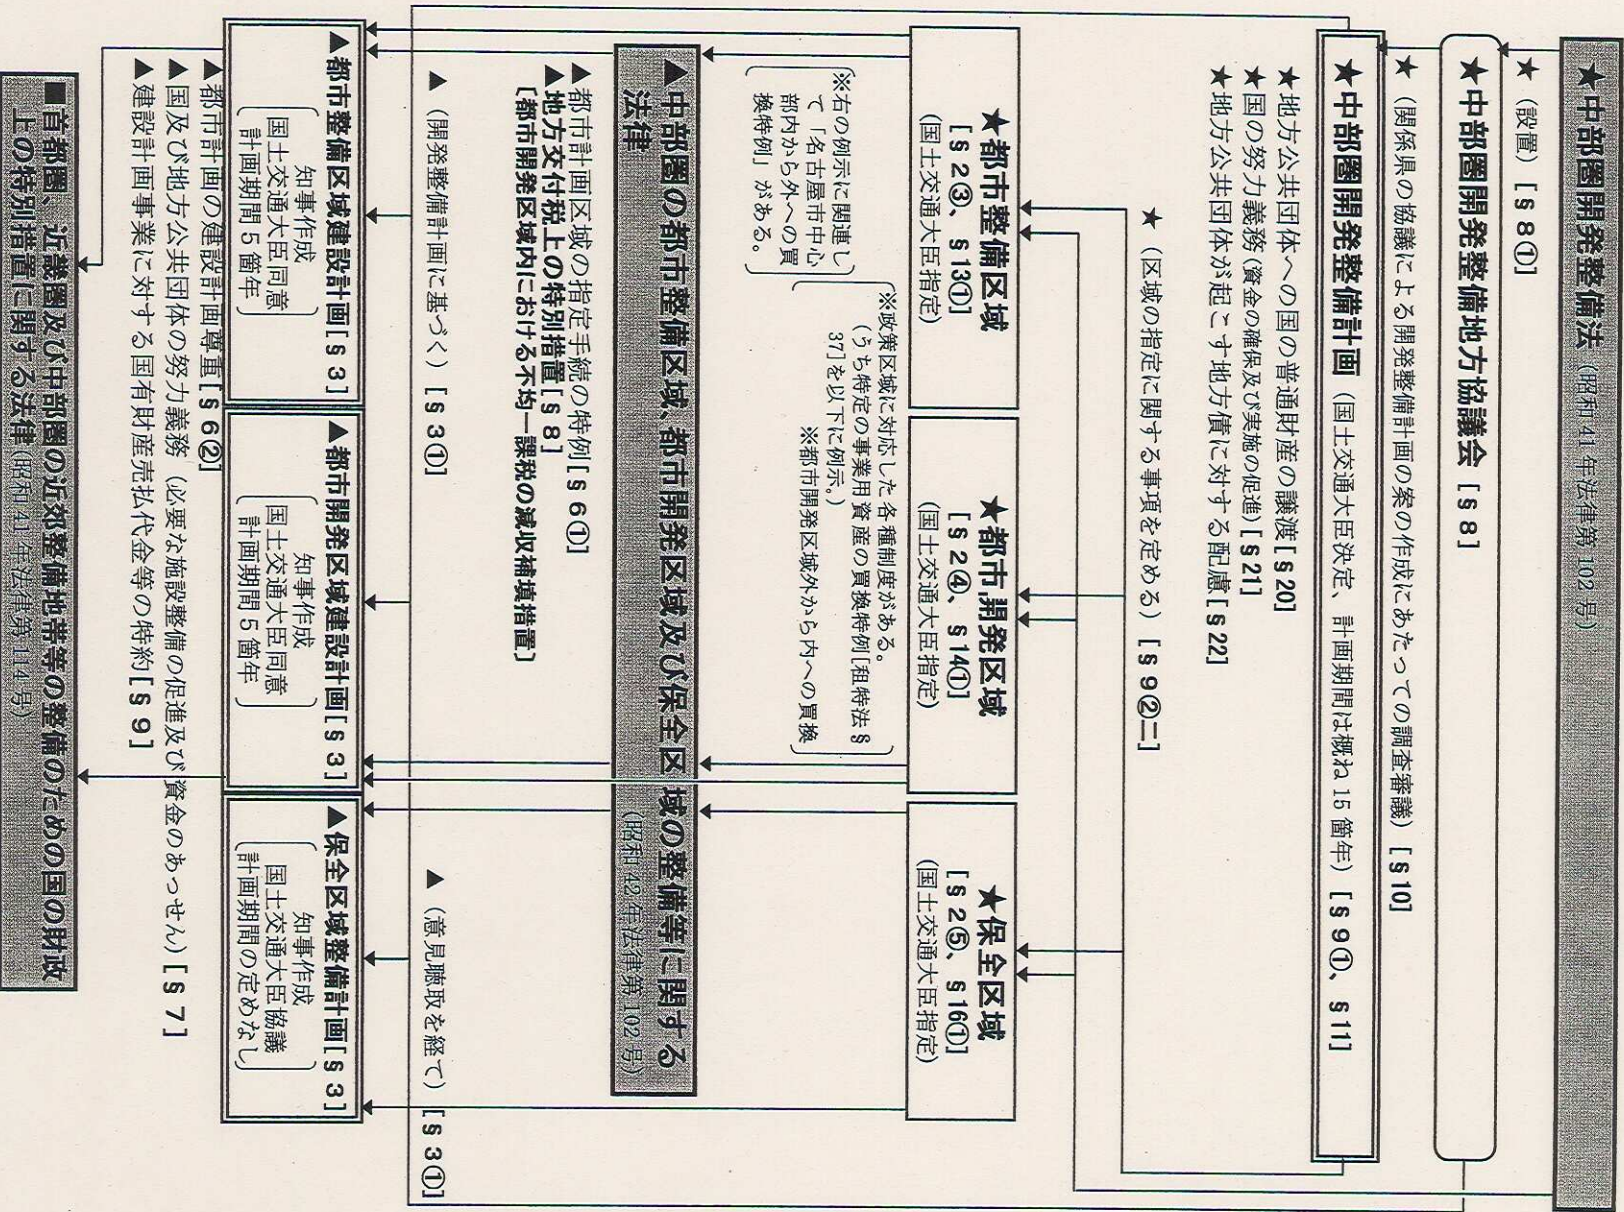 ★中部圏開発整備法（昭和41年法律第102号）
★（設置）[§8①]
★中部圏開発整備地方協議会[§8]
★（関係県の協議による開発整備計画の案の作成にあたっての調査審議）[§10]
★中部圏開発整備計画（国土交通大臣決定、計画期間は概ね15箇年）[§9①、§11]
★地方公共団体への国の普通財産の譲渡[§20]
★国の努力義務(資金の確保及び実施の促進)[§21]
★地方公共団体が起こす地方債に対する配慮[§22]
★（区域の指定に関する事項を定める）[§9②二]
★都市整備区域
[§2③、§13①]
(国土交通大臣指定)
★都市開発区域
[§2④、§14①]
(国土交通大臣指定)
★保全区域
[§2⑤、§16①]
(国土交通大臣指定)
※政策区域に対応した各種制度がある。
（うち特定の事業用資産の買換特例[租特法§
37]を以下に例示。）
※都市開発区域外から内への買換
※右の例示に関連し
て「名古屋市中心
部内から外への買
換特例」がある。
▲中部圏の都市整備区域、都市開発区域及び保全区域の整備等に関する
法律
（昭和42年法律第102号）
▲都市計画区域の指定手続の特例[§6①]
▲地方交付税上の特別措置[§8]
〔都市開発区域内における不均一課税の減収補填措置〕
▲（開発整備計画に基づく）[§3①]
▲（意見聴取を経て）[§3①]
▲都市整備区域建設計画[§3]
知事作成
国土交通大臣同意
計画期間5箇年
▲都市開発区域建設計画[§3]
知事作成
国土交通大臣同意
計画期間5箇年
▲保全区域整備計画[§3]
知事作成
国土交通大臣協議
計画期間の定めなし
▲都市計画の建設計画尊重[§6②]
▲国及び地方公共団体の努力義務（必要な施設整備の促進及び資金のあっせん）[§7]
▲建設計画事業に対する国有財産売払代金等の特約[§9]
■首都圏、近畿圏及び中部圏の近郊整備地帯等の整備のための国の財政
上の特別措置に関する法律（昭和41年法律第114号）